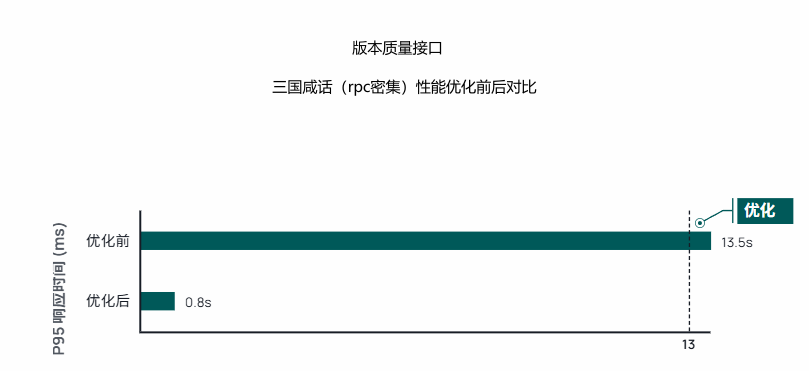 版本质量接口
三国咸话（rpc密集）性能优化前后对比
优化
P95 响应时间 (ms)
优化前
13.5s
优化后
0.8s
13